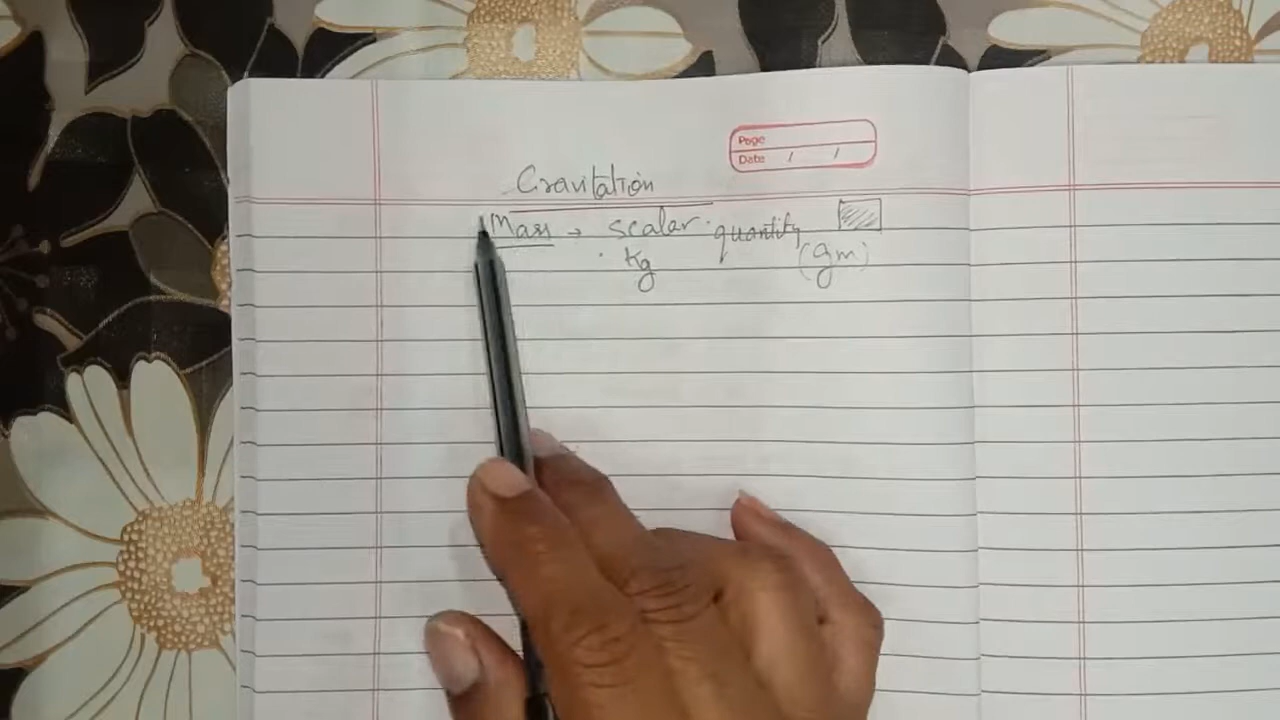 Page
Date / /
Gravitation
Mass → scalar quantity
Kg (gm)